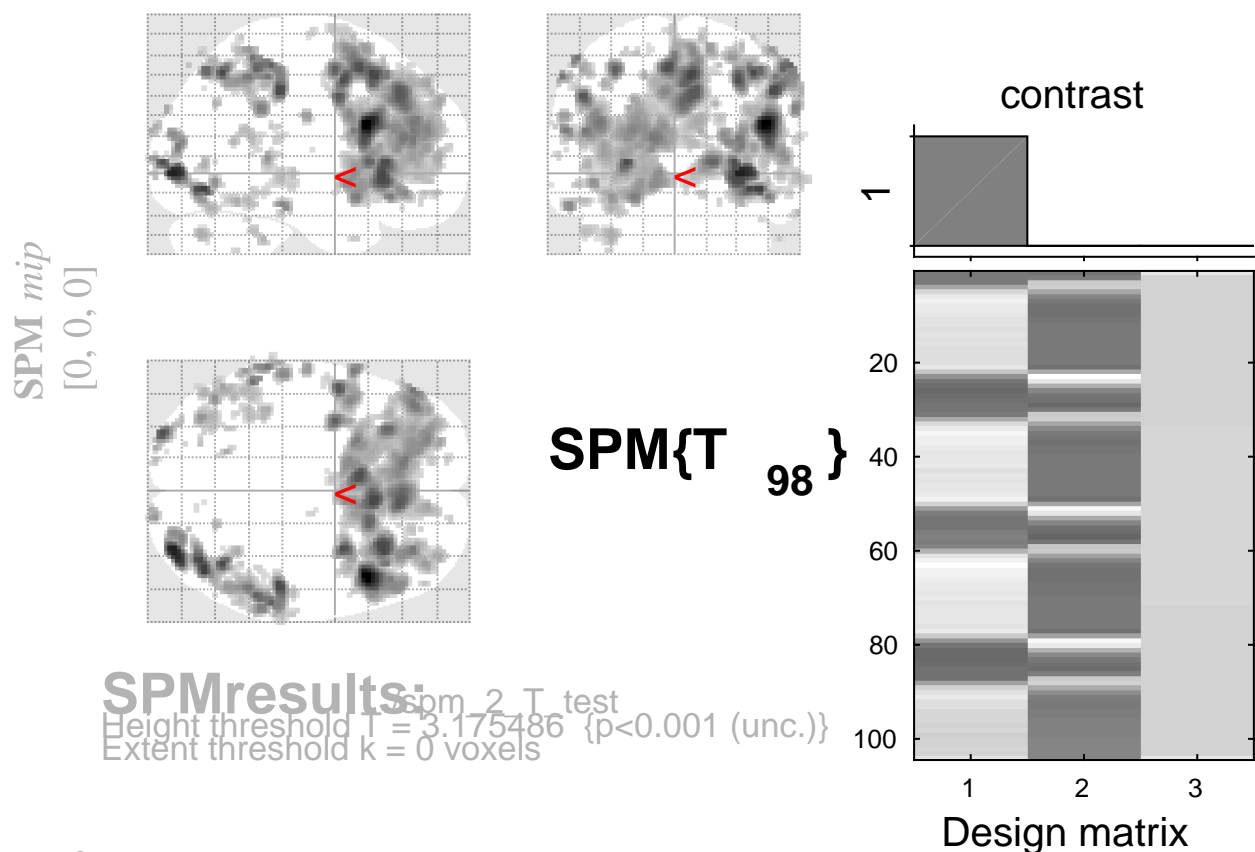 contrast
1
SPM mip
[0, 0, 0]
<
<
<
SPM{T 98 }
20
40
60
80
100
1 2 3
Design matrix
SPMresults: ./spm_2_T_test
Height threshold T = 3.175486 {p<0.001 (unc.)}
Extent threshold k = 0 voxels